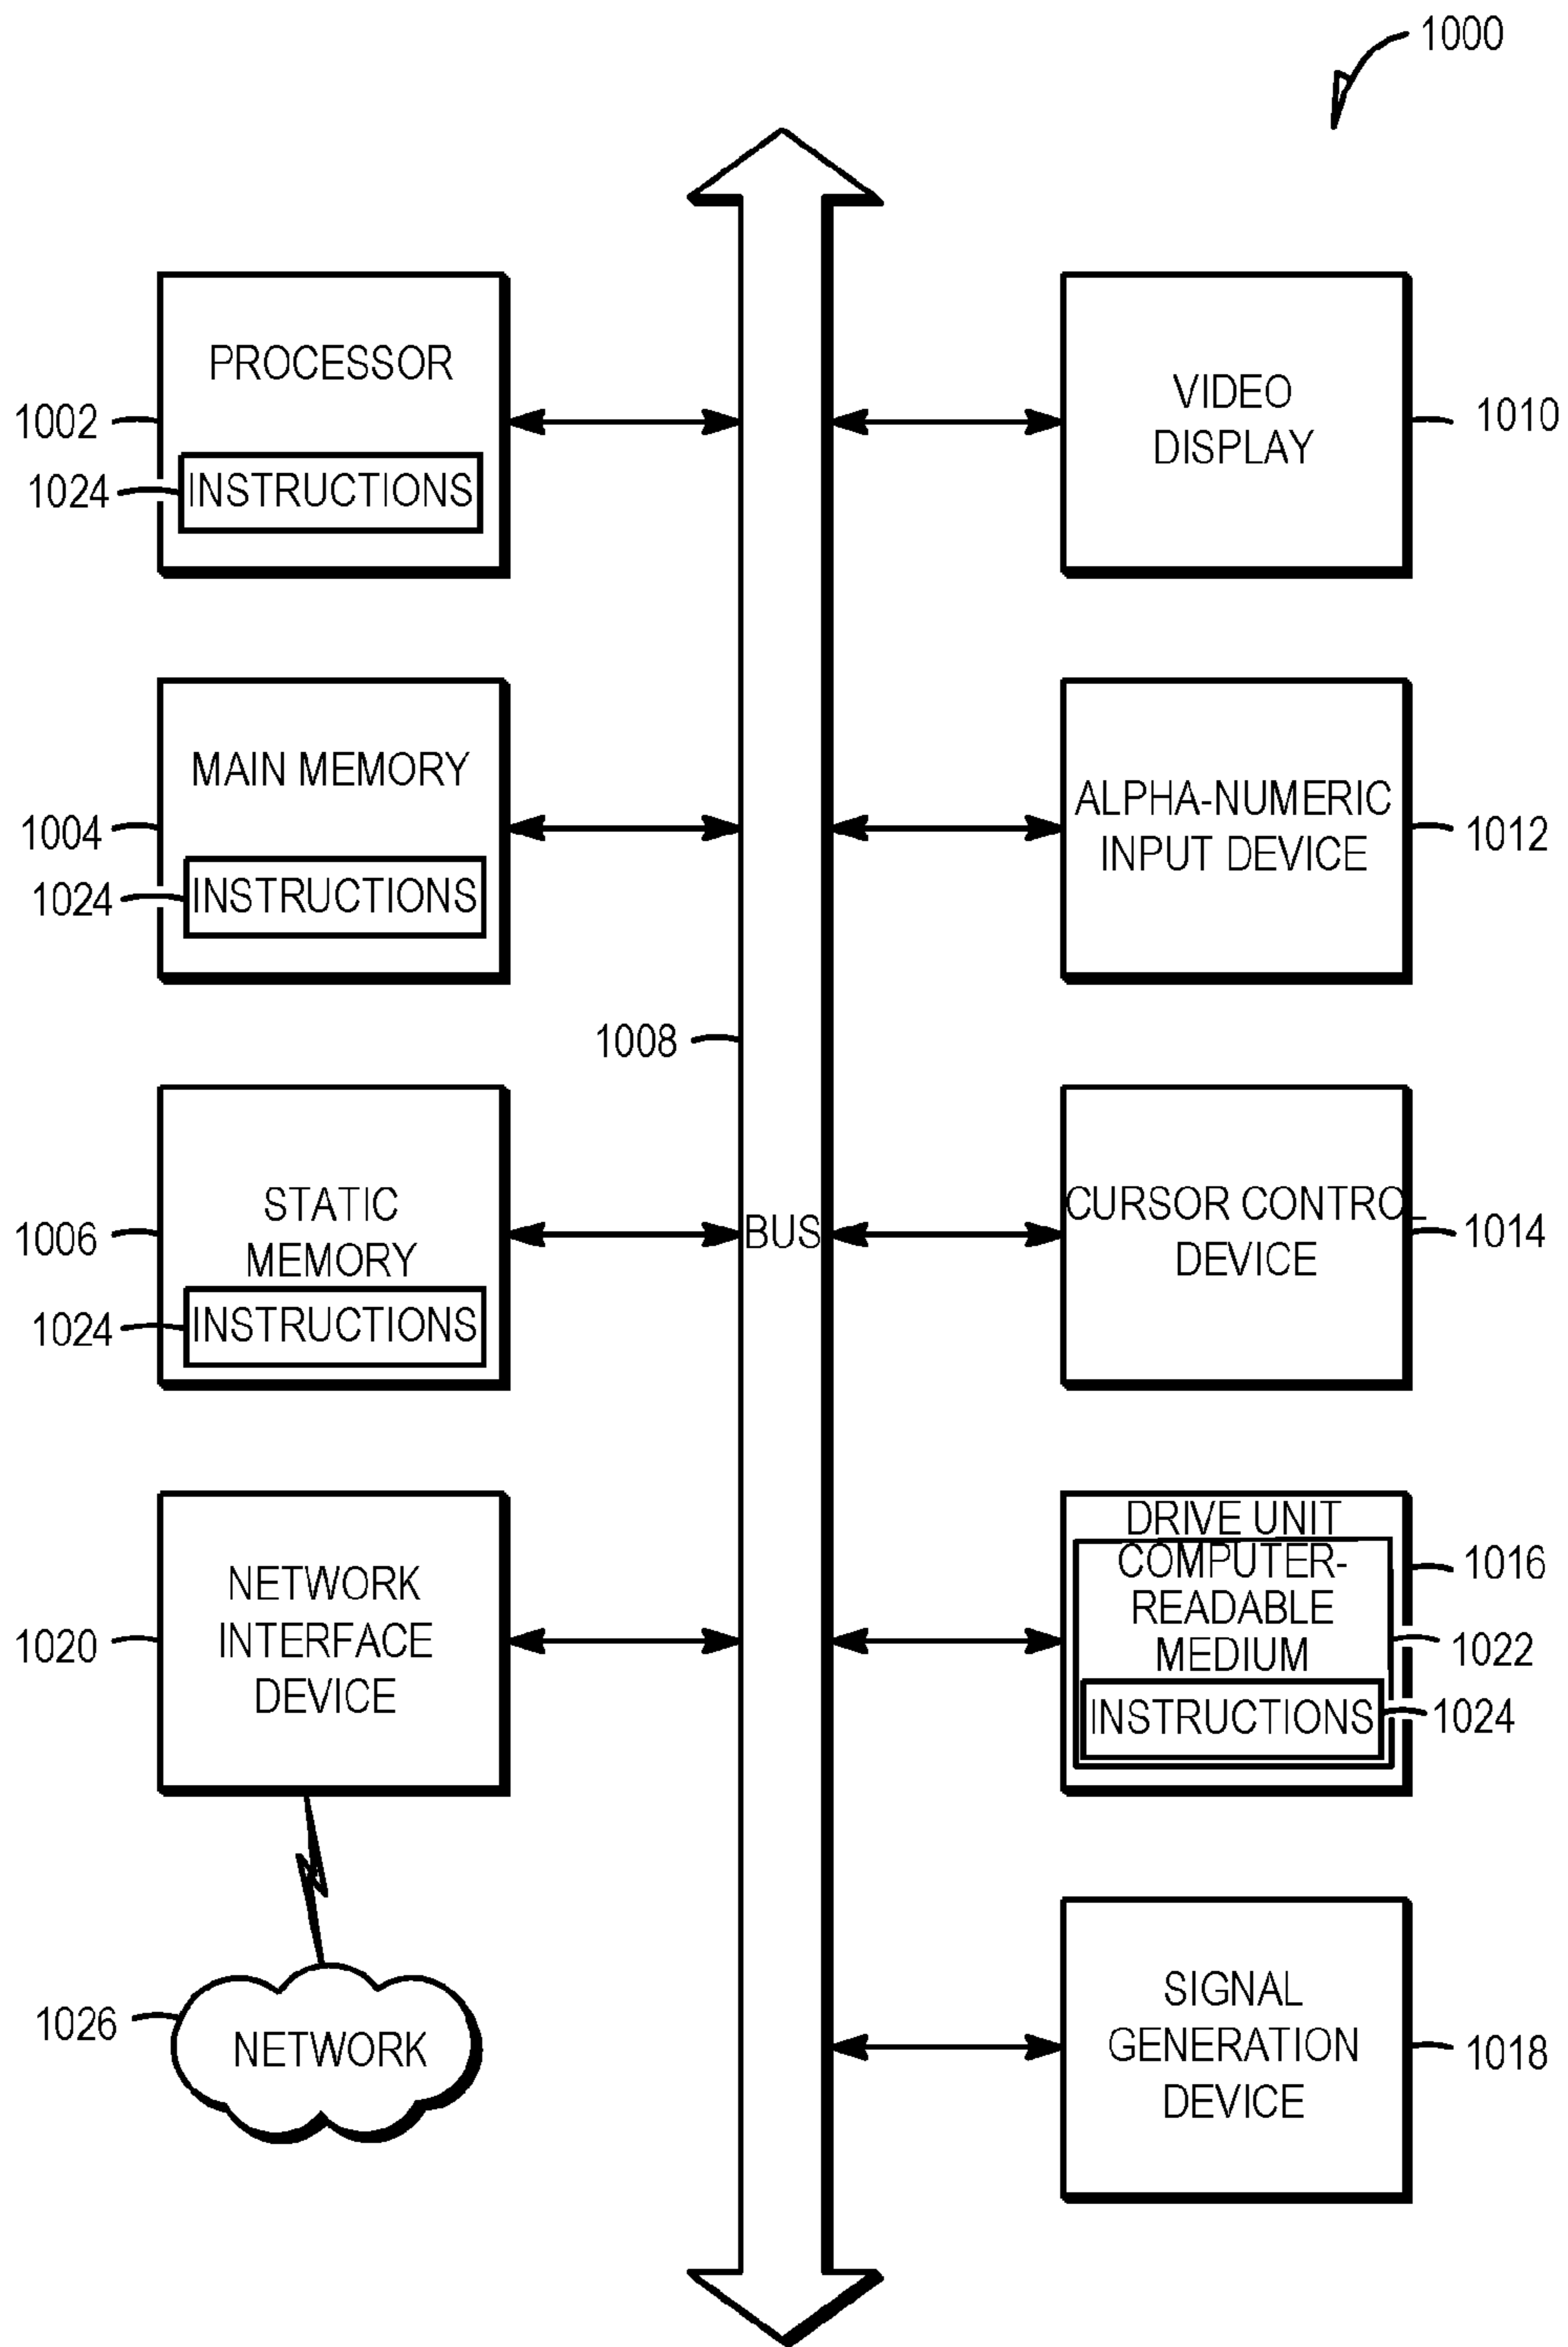 1000
PROCESSOR
1002
1024
INSTRUCTIONS
VIDEO
DISPLAY
1010
MAIN MEMORY
1004
1024
INSTRUCTIONS
ALPHA-NUMERIC
INPUT DEVICE
1012
1008
STATIC
MEMORY
1006
1024
INSTRUCTIONS
BUS
CURSOR CONTROL
DEVICE
1014
NETWORK
INTERFACE
DEVICE
1020
DRIVE UNIT
COMPUTER-
READABLE
MEDIUM
INSTRUCTIONS
1016
1022
1024
1026
NETWORK
SIGNAL
GENERATION
DEVICE
1018